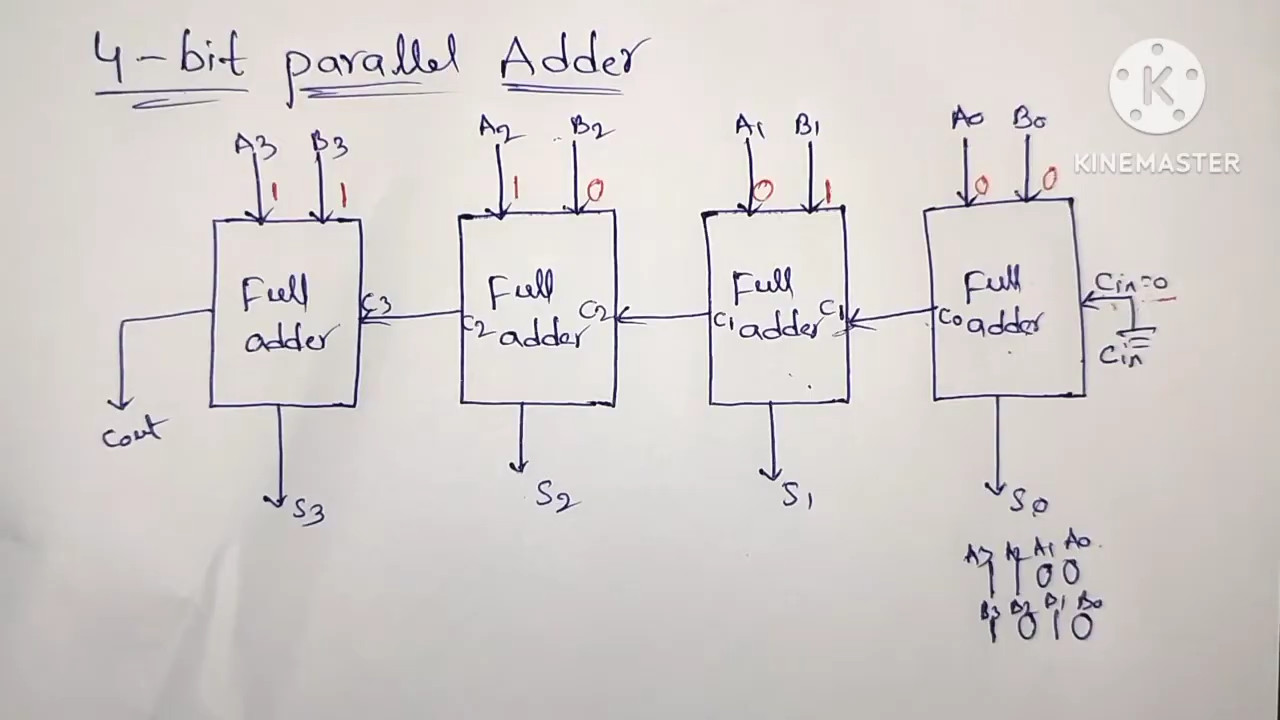 4-bit parallel Adder
K
KINEMASTER
A3 B3 A2 B2 A1 B1 A0 B0
1 1 1 0 0 1 0 0
Full adder C3 Full adder C2 C2 Full adder C1 C1 Full adder C0 Cin=0
Cin
Cout
S3 S2 S1 S0
A3 A2 A1 A0
1 1 0 0
B3 B2 B1 B0
1 0 1 0